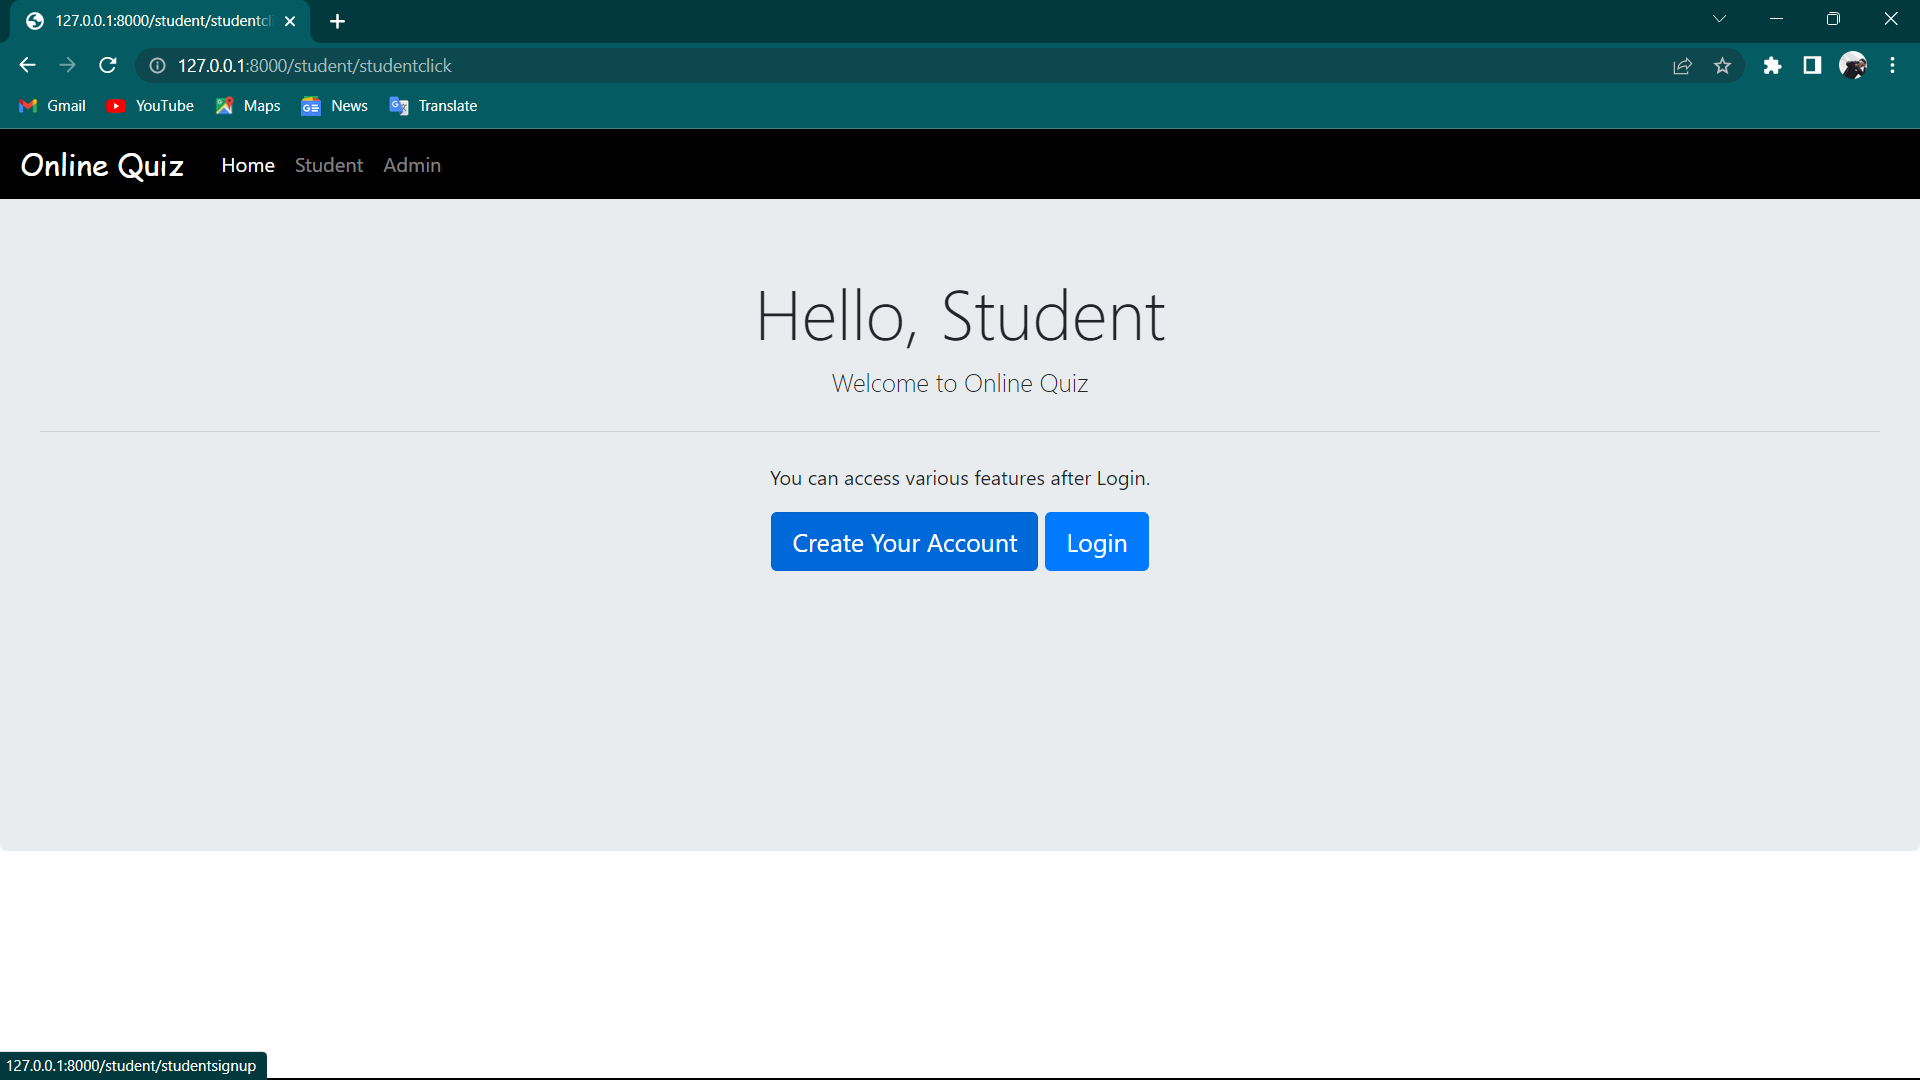 127.0.0.1:8000/student/studentcli
127.0.0.1:8000/student/studentclick
Gmail YouTube Maps News Translate
Online Quiz Home Student Admin
Hello, Student
Welcome to Online Quiz
You can access various features after Login.
Create Your Account Login
127.0.0.1:8000/student/studentsignup